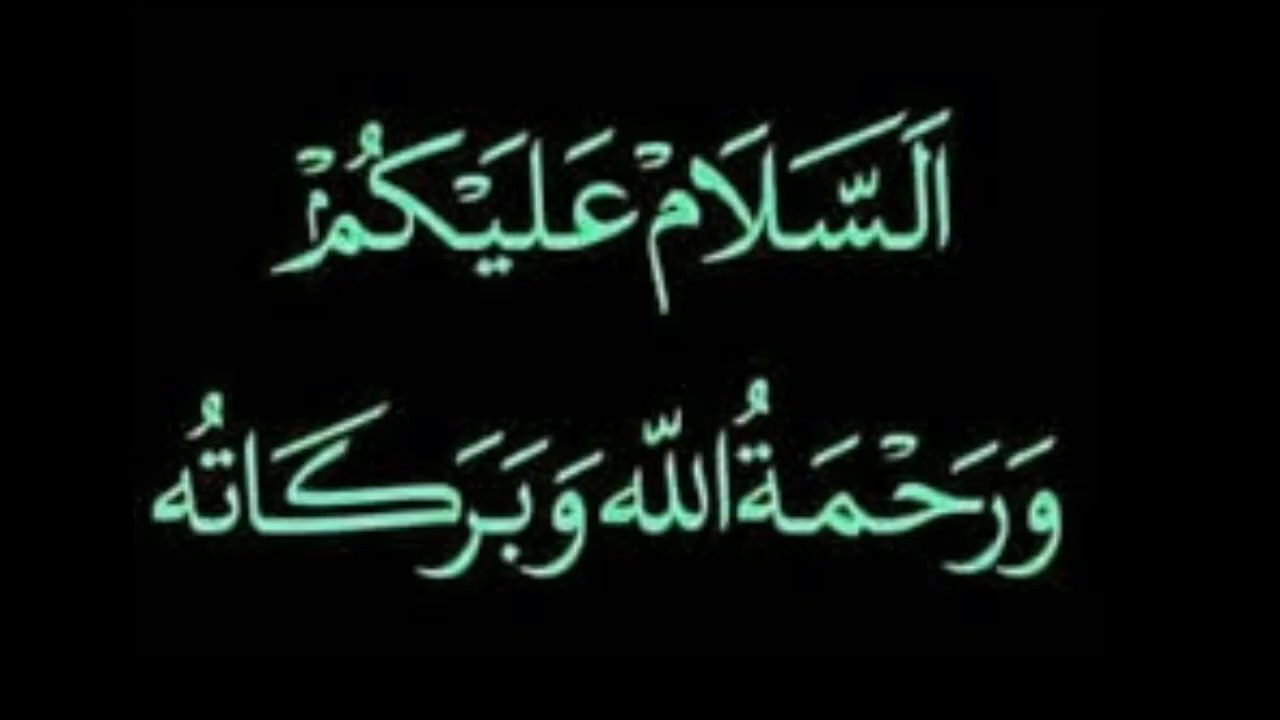 اَلسَّلَامْ عَلَيْكُمْ
وَرَحْمَةُ اللّه وَبَرَكَاتُه